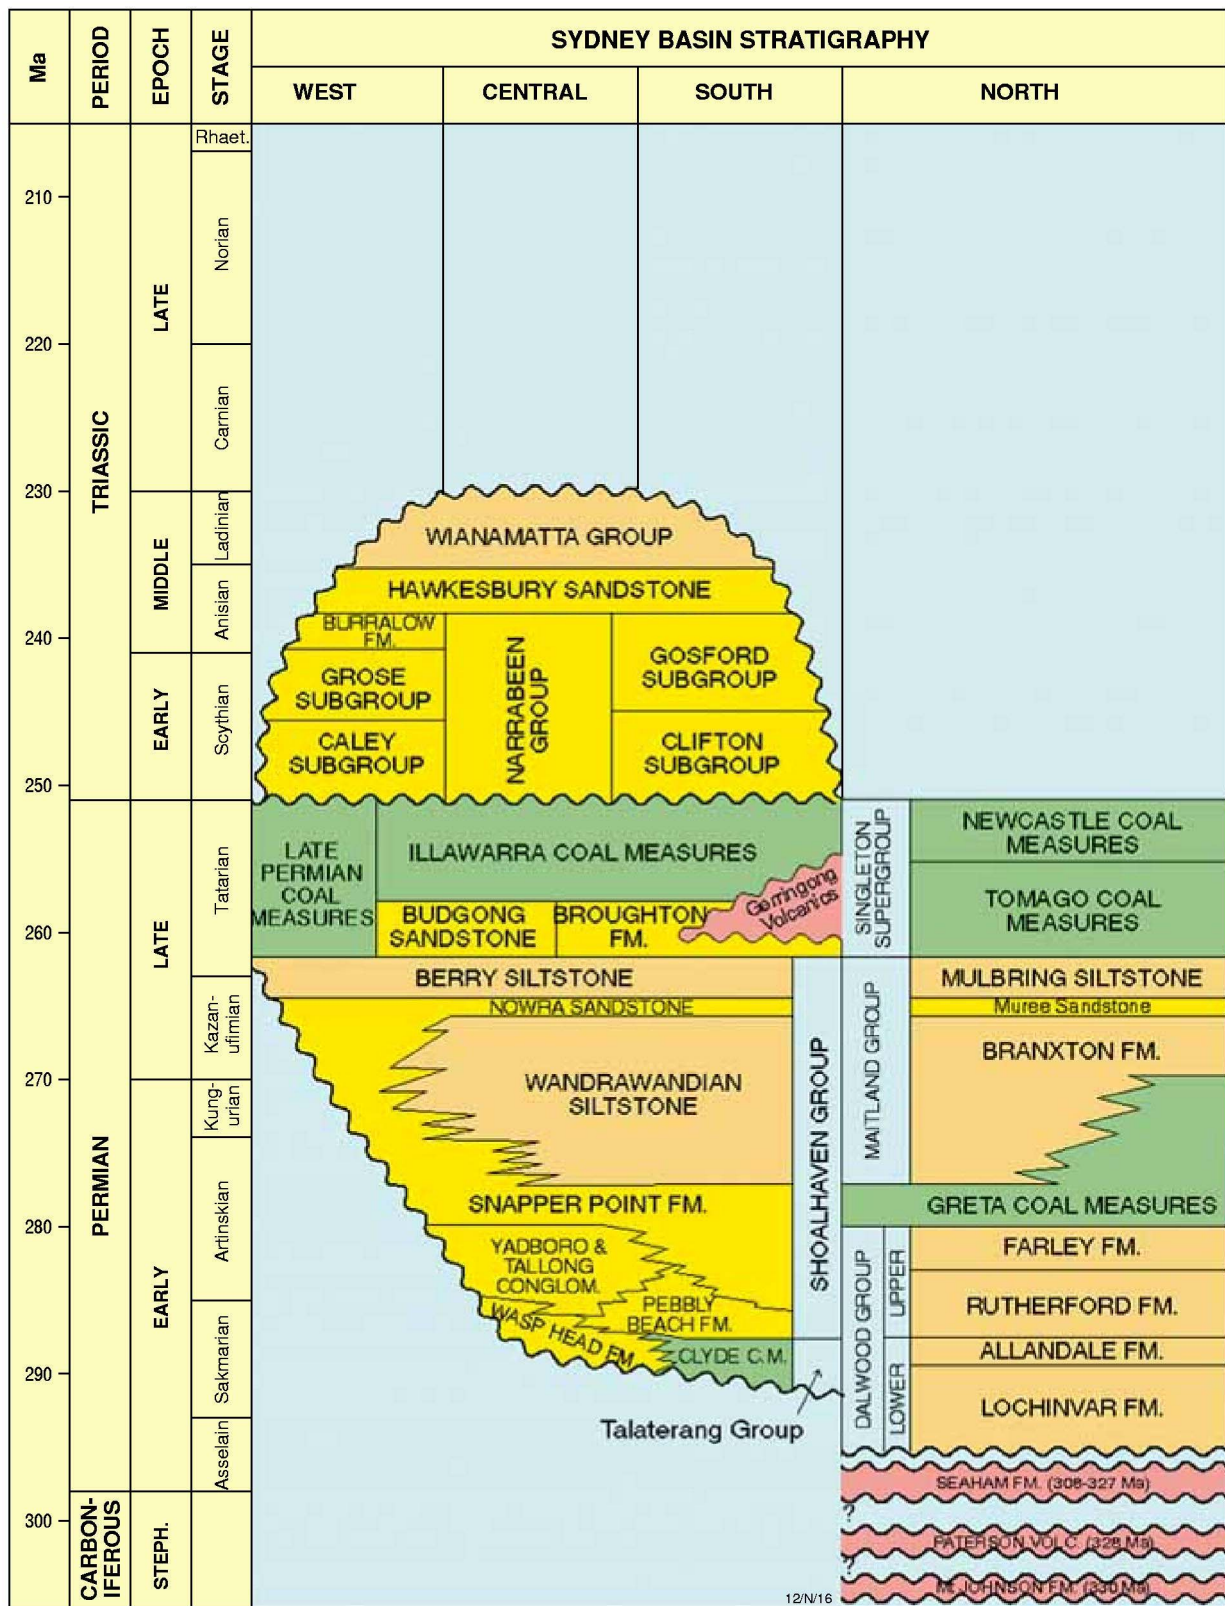 SYDNEY BASIN STRATIGRAPHY
Ma
PERIOD
EPOCH
STAGE
WEST
CENTRAL
SOUTH
NORTH
210
220
230
240
250
260
270
280
290
300
TRIASSIC
PERMIAN
CARBON-
IFEROUS
LATE
MIDDLE
EARLY
LATE
EARLY
STEPH.
Rhaet.
Norian
Carnian
Ladinian
Anisian
Scythian
Tatarian
Kazan-
ufimian
Kung-
urian
Artinskian
Sakmarian
Asselain
WIANAMATTA GROUP
HAWKESBURY SANDSTONE
BURRALOW
FM.
GROSE
SUBGROUP
CALEY
SUBGROUP
NARRABEEN
GROUP
GOSFORD
SUBGROUP
CLIFTON
SUBGROUP
LATE
PERMIAN
COAL
MEASURES
ILLAWARRA COAL MEASURES
BUDGONG
SANDSTONE
BROUGHTON
FM.
Gerringong
Volcanics
BERRY SILTSTONE
NOWRA SANDSTONE
WANDRAWANDIAN
SILTSTONE
SNAPPER POINT FM.
YADBORO &
TALLONG
CONGLOM.
PEBBLY
BEACH FM.
WASP HEAD FM
CLYDE C.M.
SHOALHAVEN GROUP
Talaterang Group
SINGLETON
SUPERGROUP
NEWCASTLE COAL
MEASURES
TOMAGO COAL
MEASURES
MAITLAND GROUP
MULBRING SILTSTONE
Muree Sandstone
BRANXTON FM.
GRETA COAL MEASURES
DALWOOD GROUP
UPPER
LOWER
FARLEY FM.
RUTHERFORD FM.
ALLANDALE FM.
LOCHINVAR FM.
SEAHAM FM. (308-327 Ma)
?
PATERSON VOLC. (328 Ma)
?
Mt JOHNSON FM. (330 Ma)
12/N/16